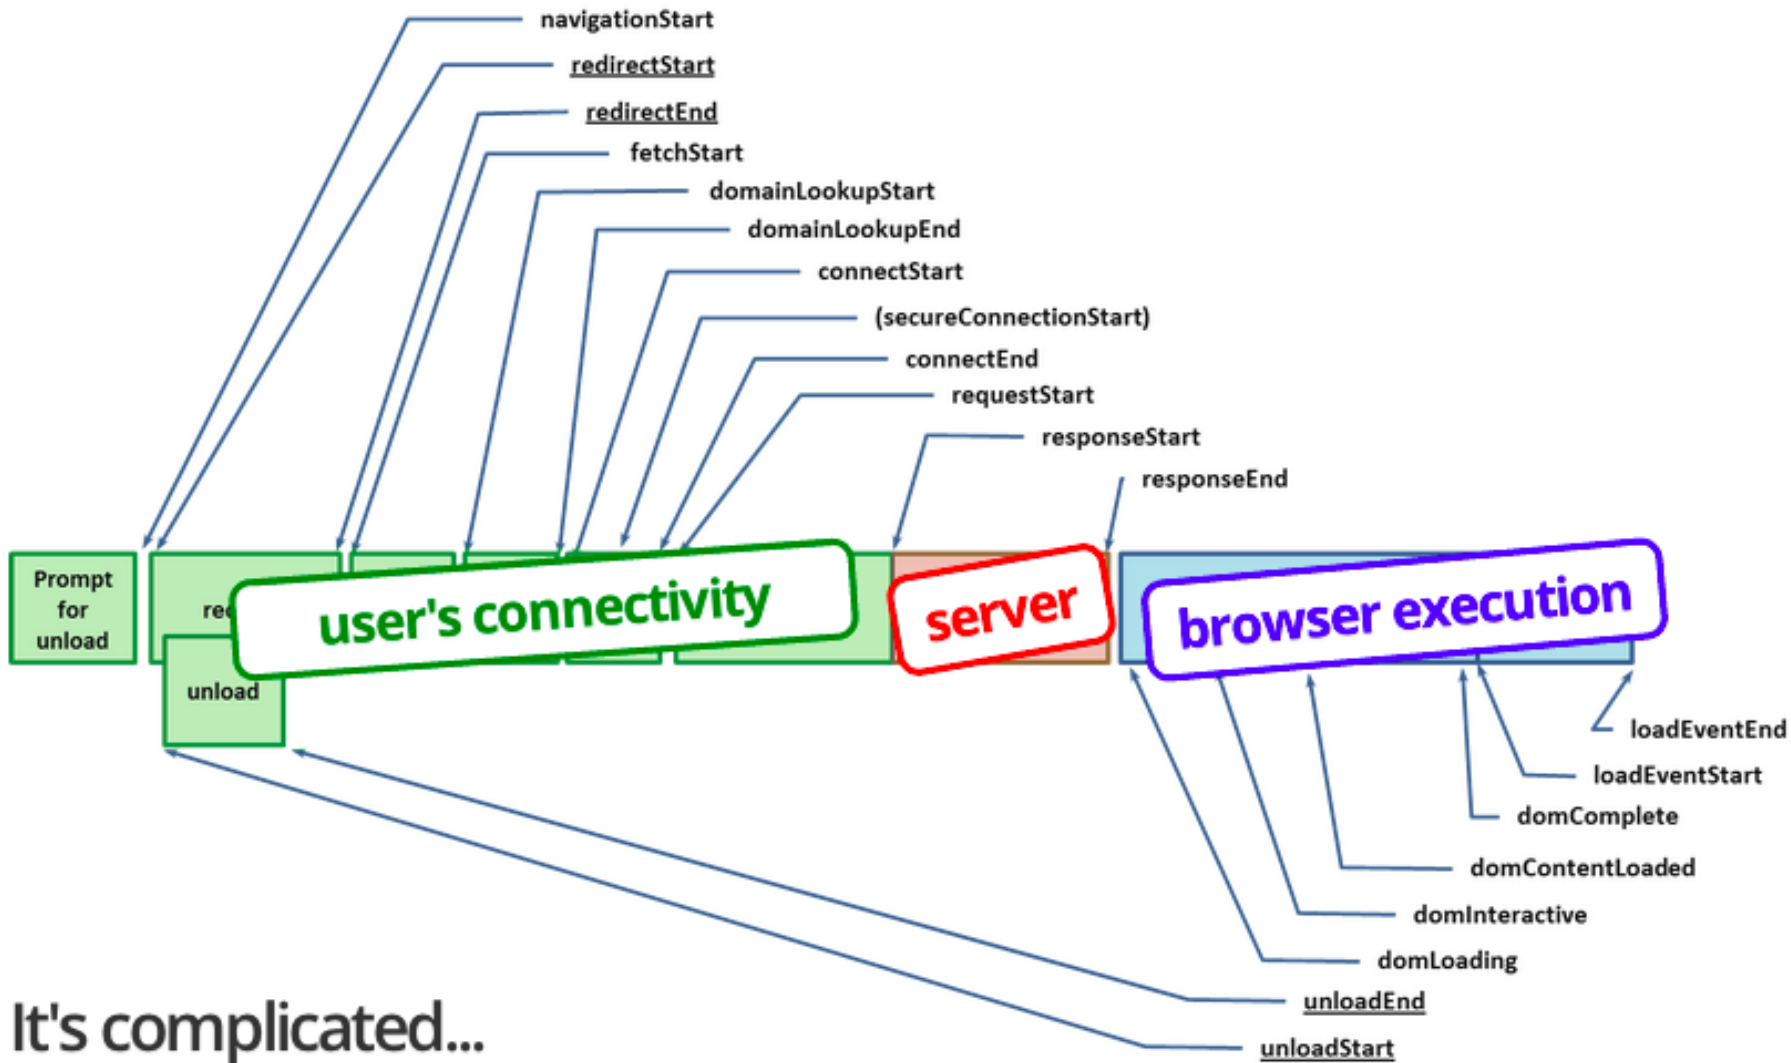 navigationStart
redirectStart
redirectEnd
fetchStart
domainLookupStart
domainLookupEnd
connectStart
(secureConnectionStart)
connectEnd
requestStart
responseStart
responseEnd
Prompt
for
unload
user's connectivity
server
browser execution
unload
loadEventEnd
loadEventStart
domComplete
domContentLoaded
domInteractive
domLoading
unloadEnd
unloadStart
It's complicated...